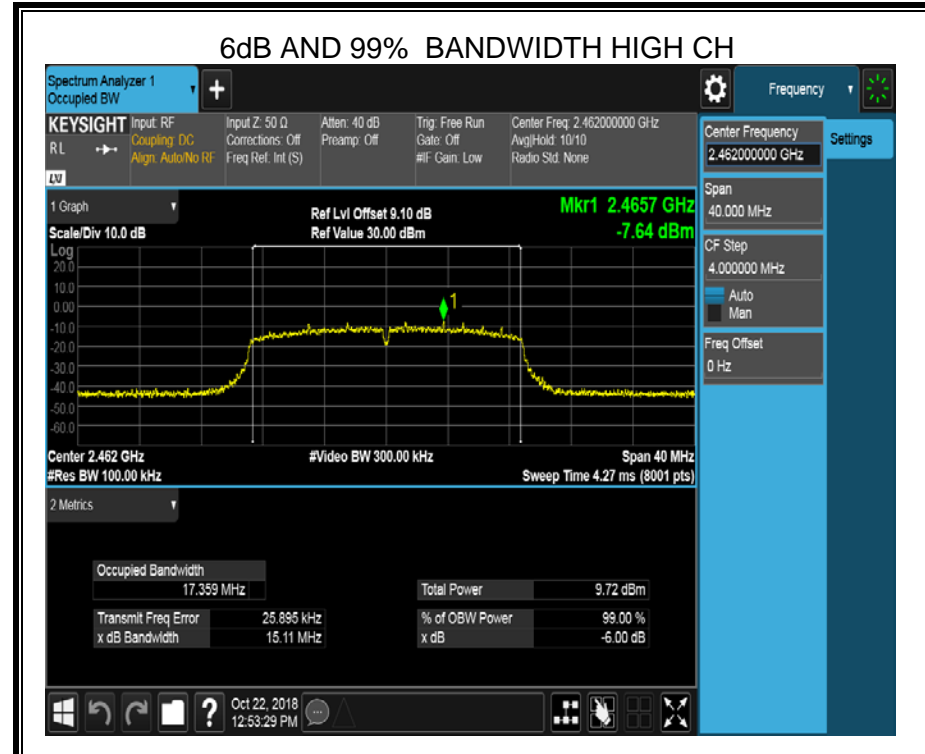 6dB AND 99%  BANDWIDTH HIGH CH
Spectrum Analyzer 1
Occupied BW
+
Frequency
KEYSIGHT
RL
LXI
Input: RF
Coupling: DC
Align: Auto/No RF
Input Z: 50 Ω
Corrections: Off
Freq Ref: Int (S)
Atten: 40 dB
Preamp: Off
Trig: Free Run
Gate: Off
#IF Gain: Low
Center Freq: 2.462000000 GHz
Avg|Hold: 10/10
Radio Std: None
1 Graph
Scale/Div 10.0 dB
Ref Lvl Offset 9.10 dB
Ref Value 30.00 dBm
Mkr1  2.4657 GHz
-7.64 dBm
Log
20.0
10.0
0.00
-10.0
-20.0
-30.0
-40.0
-50.0
-60.0
1
Center 2.462 GHz
#Res BW 100.00 kHz
#Video BW 300.00 kHz
Span 40 MHz
Sweep Time 4.27 ms (8001 pts)
2 Metrics
Occupied Bandwidth
17.359 MHz
Transmit Freq Error 25.895 kHz
x dB Bandwidth 15.11 MHz
Total Power 9.72 dBm
% of OBW Power 99.00 %
x dB -6.00 dB
Center Frequency
2.462000000 GHz
Settings
Span
40.000 MHz
CF Step
4.000000 MHz
Auto
Man
Freq Offset
0 Hz
?
Oct 22, 2018
12:53:29 PM